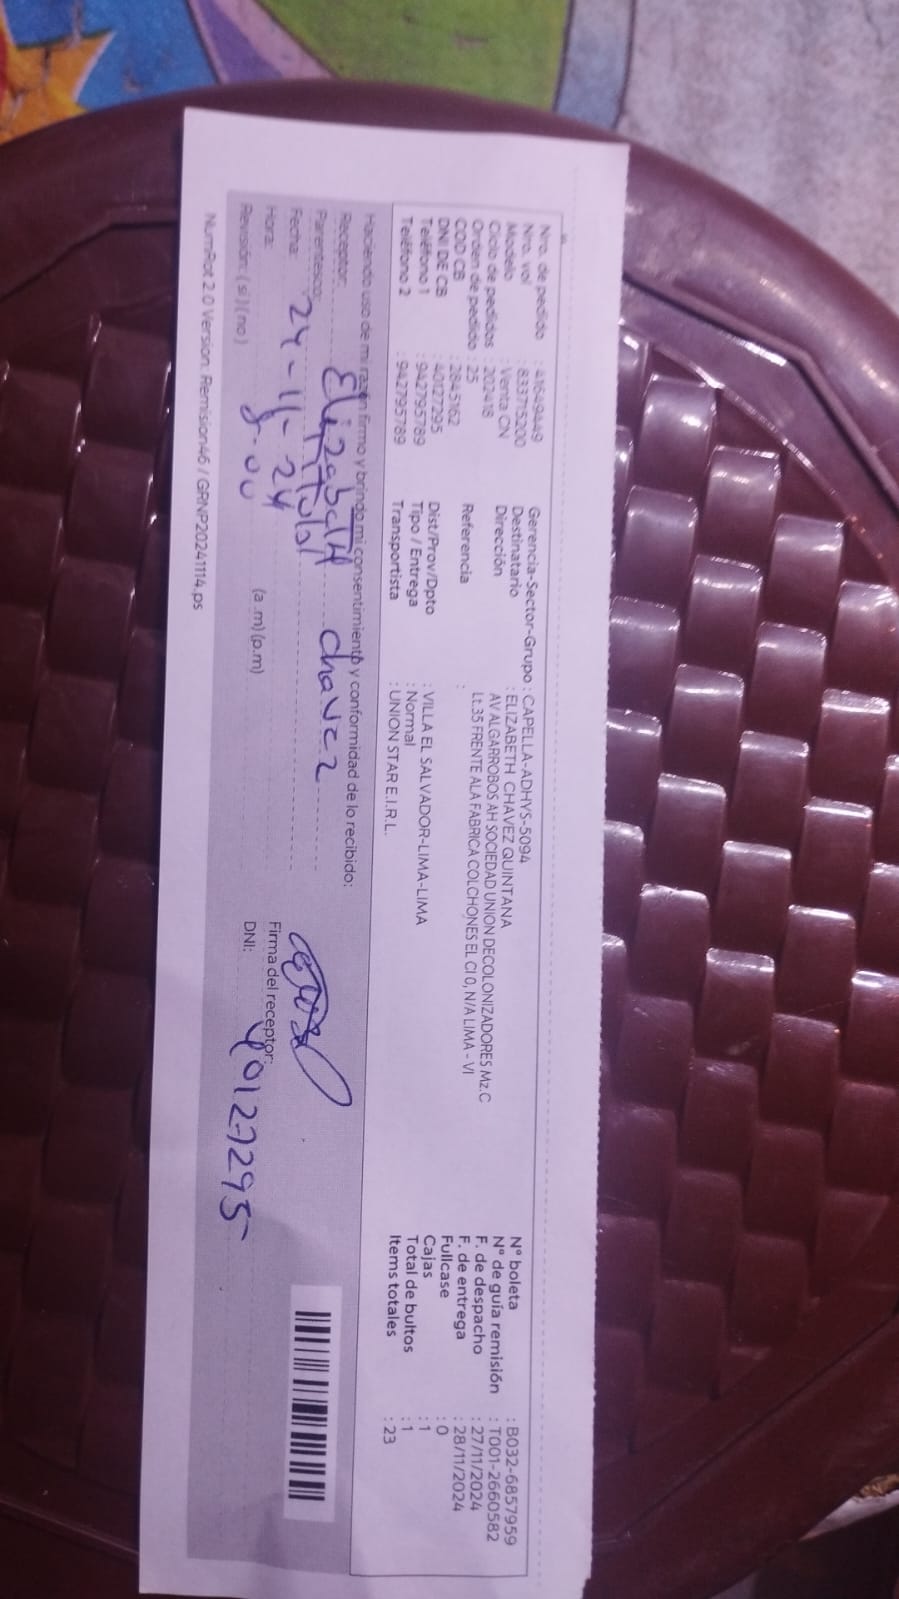 Nro. de pedido : 41649449
Nro. vol : 833715200
Modelo : Venta CN
Ciclo de pedidos : 202418
Orden de pedido : 25
COD CB : 2845162
DNI DE CB : 40127295
Teléfono 1 : 942795789
Teléfono 2 : 942795789
Gerencia-Sector-Grupo : CAPELLA-ADHVS-5094
Destinatario : ELIZABETH CHAVEZ QUINTANA
Dirección AV ALGARROBOS AH SOCIEDAD UNION DECOLONIZADORES Mz.C
Lt.35 FRENTE ALA FABRICA COLCHONES EL CI 0, N/A LIMA - VI
Referencia :
Dist/Prov/Dpto : VILLA EL SALVADOR-LIMA-LIMA
Tipo / Entrega : Normal
Transportista : UNION STAR E.I.R.L.
N° boleta : B032-6857959
N° de guía remisión : T001-2660582
F. de despacho : 27/11/2024
F. de entrega : 28/11/2024
Fullcase : 0
Cajas : 1
Total de bultos : 1
Items totales : 23
Haciendo uso de mi razón firmo y brindo mi consentimiento y conformidad de lo recibido:
Receptor: Elizabeth Chavez
Parentesco:
Fecha: 24-11-24
Hora: 8:00 (a .m) (p.m)
Revisión ( si ) ( no )
Firma del receptor:
DNI: 40127295
NumPot 2.0 Version. Remision46 / GRNP20241114.ps